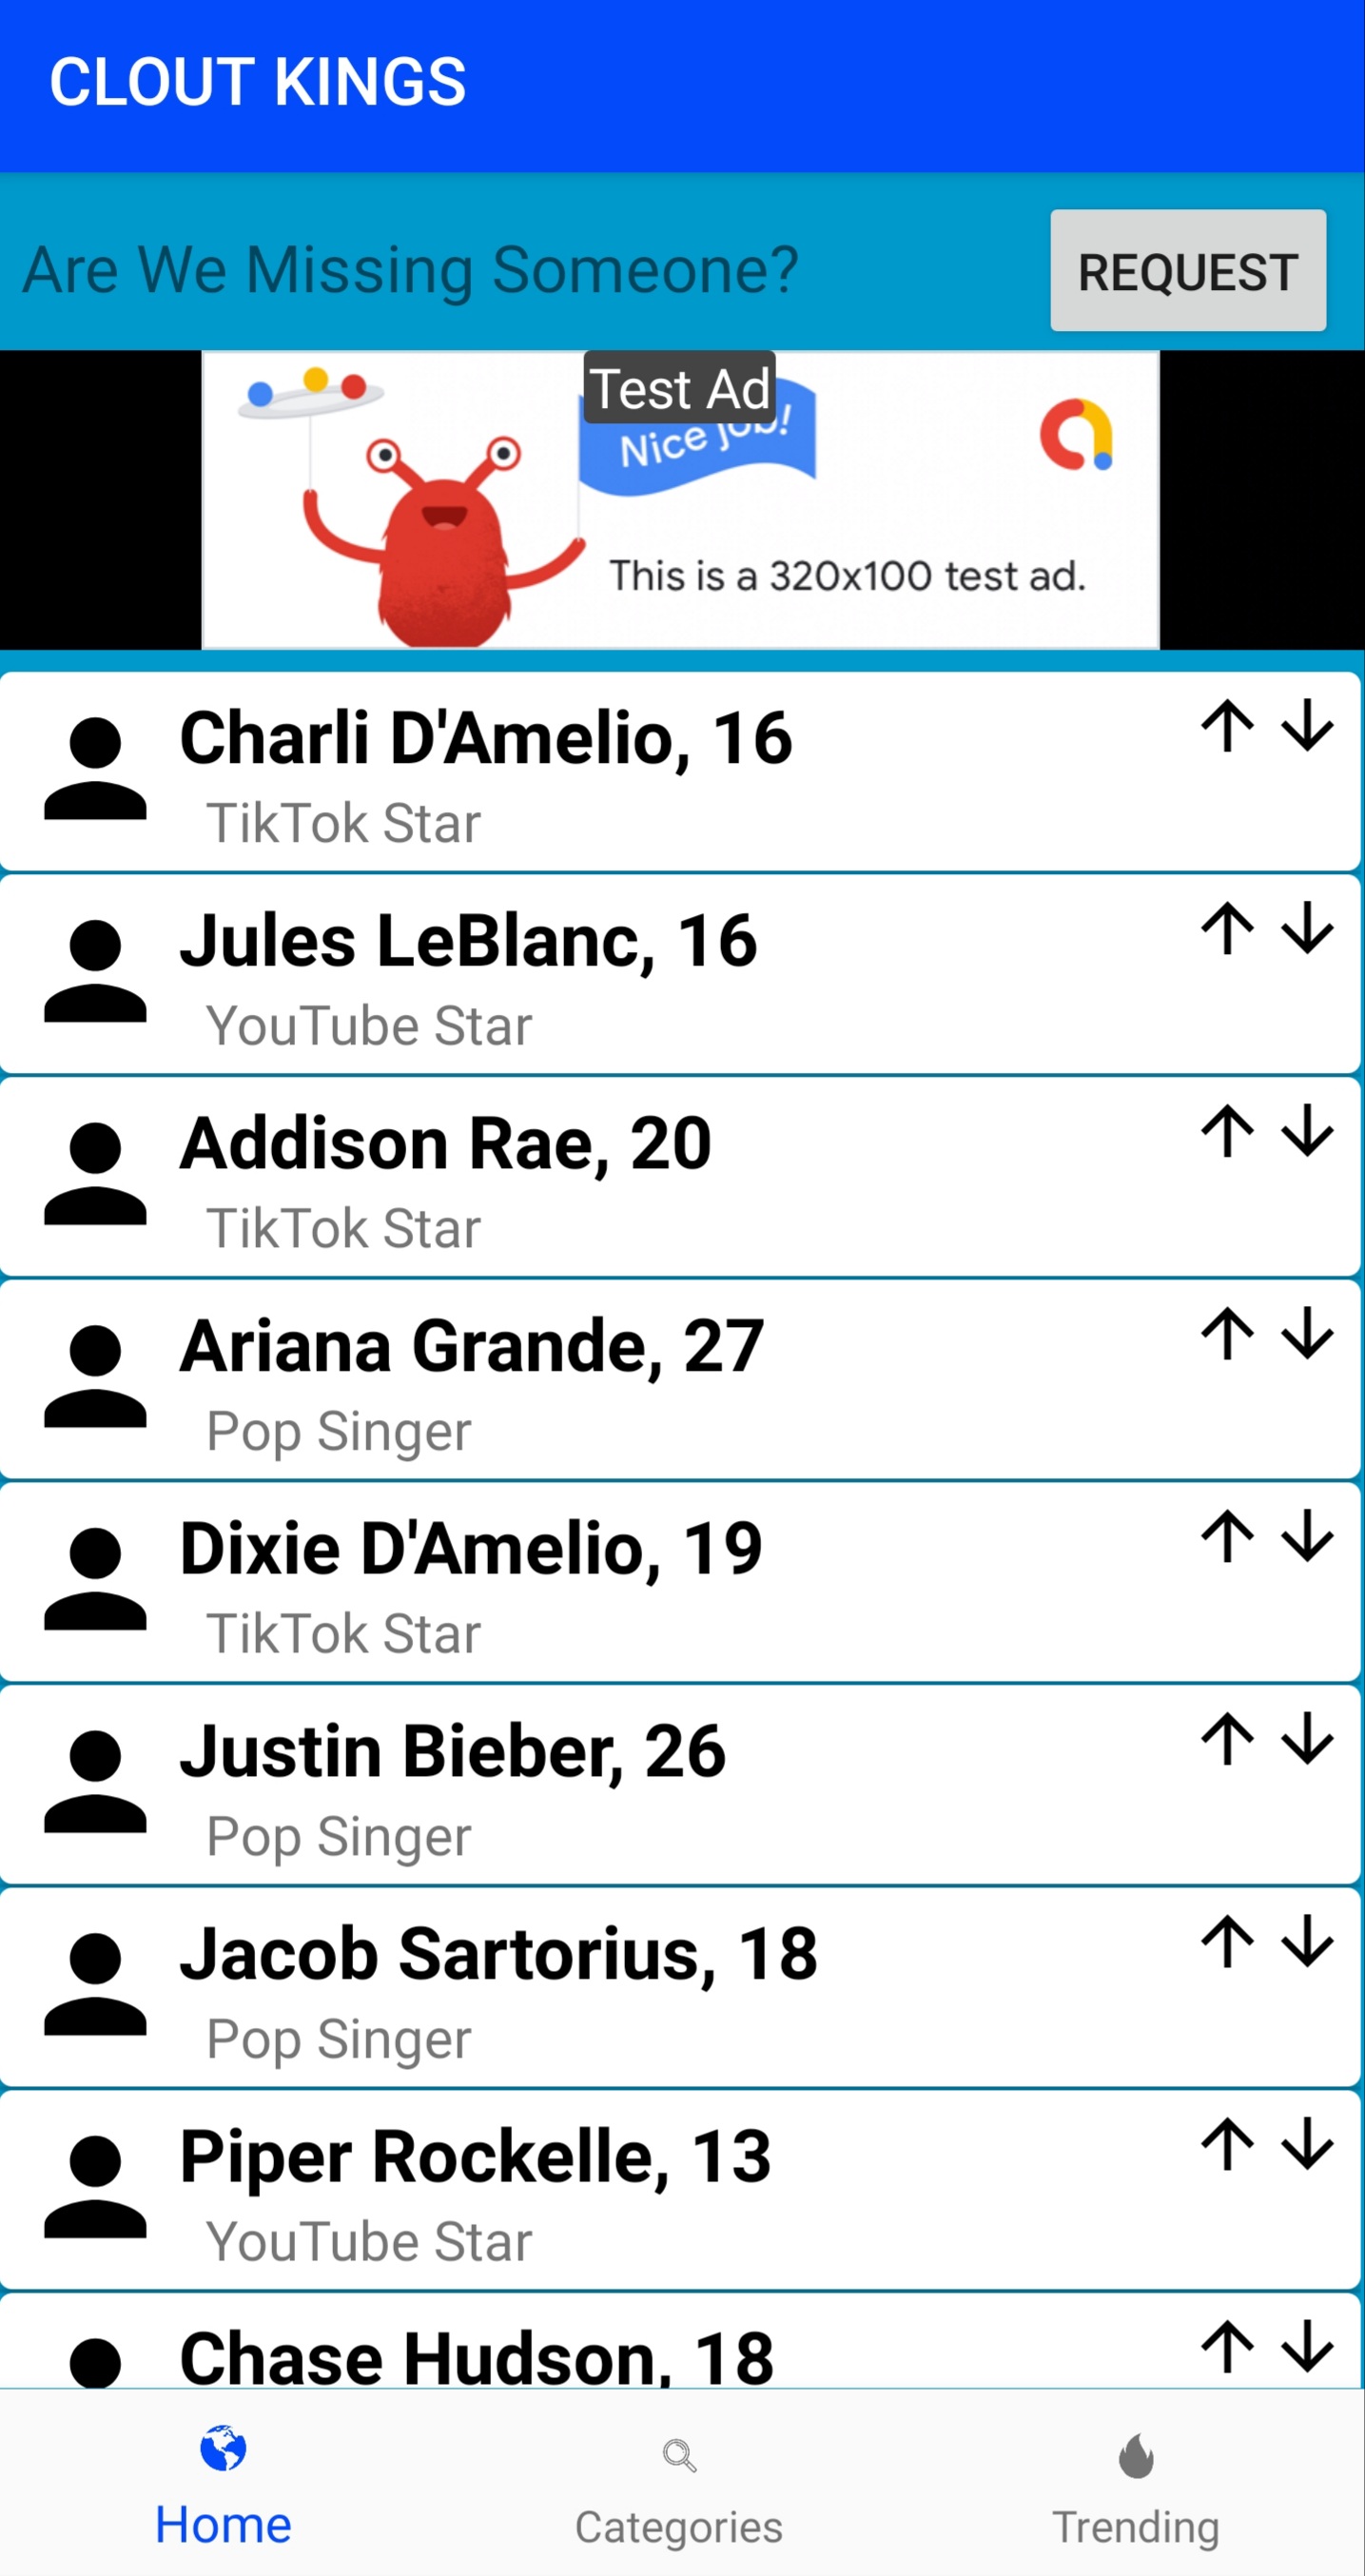 CLOUT KINGS
Are We Missing Someone?
REQUEST
Test Ad
Nice job!
This is a 320x100 test ad.
Charli D'Amelio, 16
TikTok Star
Jules LeBlanc, 16
YouTube Star
Addison Rae, 20
TikTok Star
Ariana Grande, 27
Pop Singer
Dixie D'Amelio, 19
TikTok Star
Justin Bieber, 26
Pop Singer
Jacob Sartorius, 18
Pop Singer
Piper Rockelle, 13
YouTube Star
Chase Hudson, 18
Home
Categories
Trending